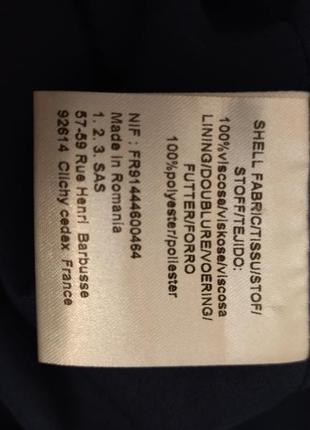 SHELL FABRIC/TISSU/STOF/
STOFF/TEJIDO:
100%viscose/viskose/viscosa
LINING/DOUBLURE/VOERING/
FUTTER/FORRO
100%polyester/poliester
NIF : FR91444600464
Made in Romania
1. 2. 3. SAS
57-59 Rue Henri Barbusse
92614 Clichy cedex France